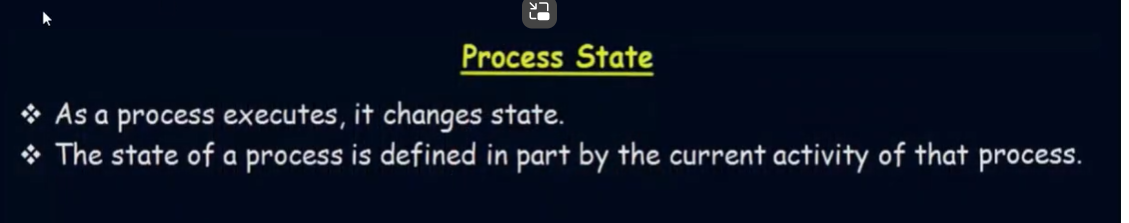 Process State
❖ As a process executes, it changes state.
❖ The state of a process is defined in part by the current activity of that process.